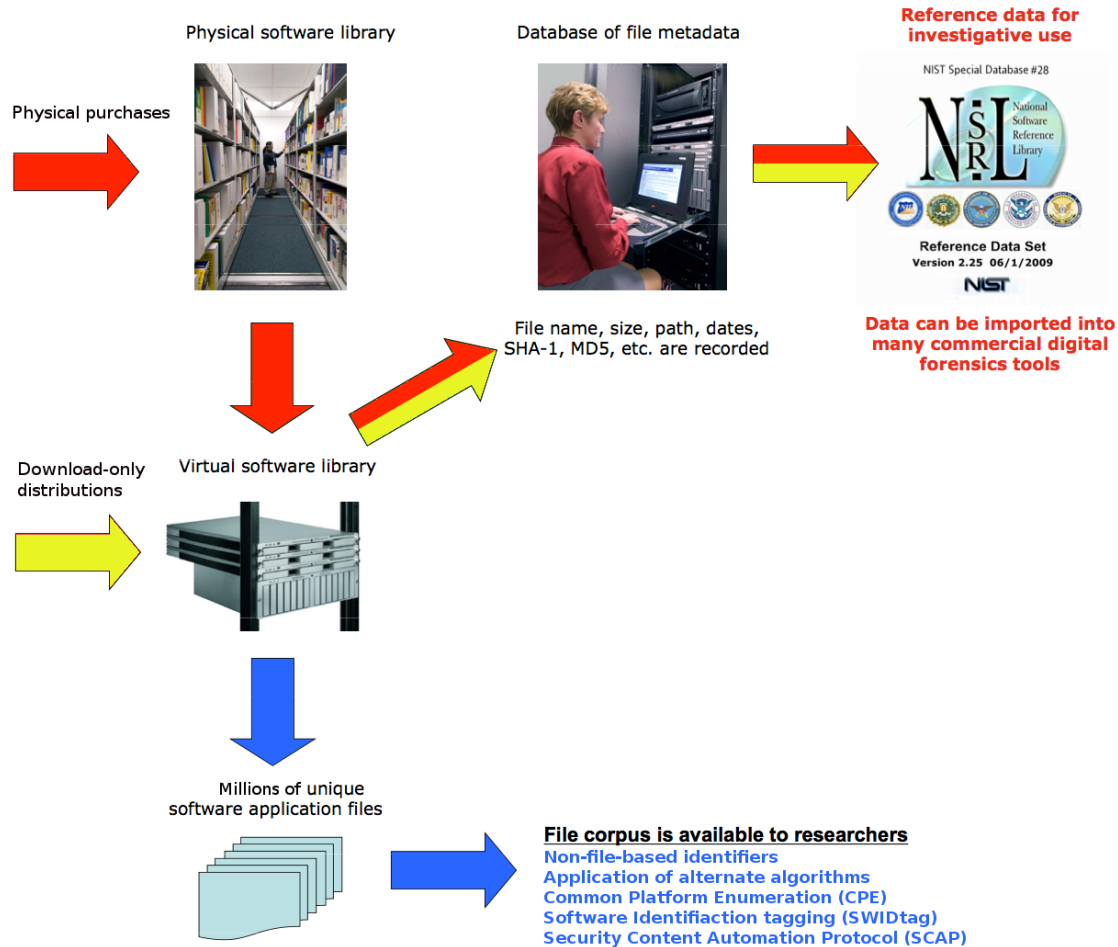 Physical software library
Database of file metadata
Reference data for
investigative use
Physical purchases
NIST Special Database #28
NSRL
National
Software
Reference
Library
Reference Data Set
Version 2.25 06/1/2009
NIST
File name, size, path, dates,
SHA-1, MD5, etc. are recorded
Data can be imported into
many commercial digital
forensics tools
Download-only
distributions
Virtual software library
Millions of unique
software application files
File corpus is available to researchers
Non-file-based identifiers
Application of alternate algorithms
Common Platform Enumeration (CPE)
Software Identifiaction tagging (SWIDtag)
Security Content Automation Protocol (SCAP)